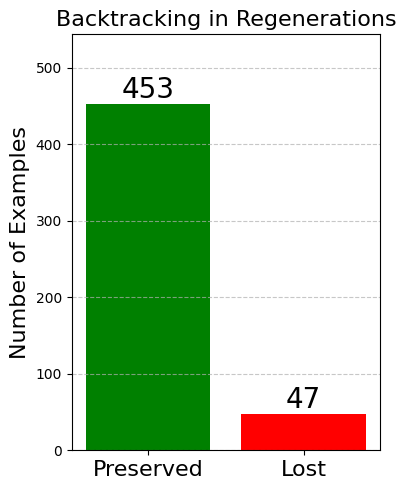 Backtracking in Regenerations
Number of Examples
500
400
300
200
100
0
453
47
Preserved
Lost